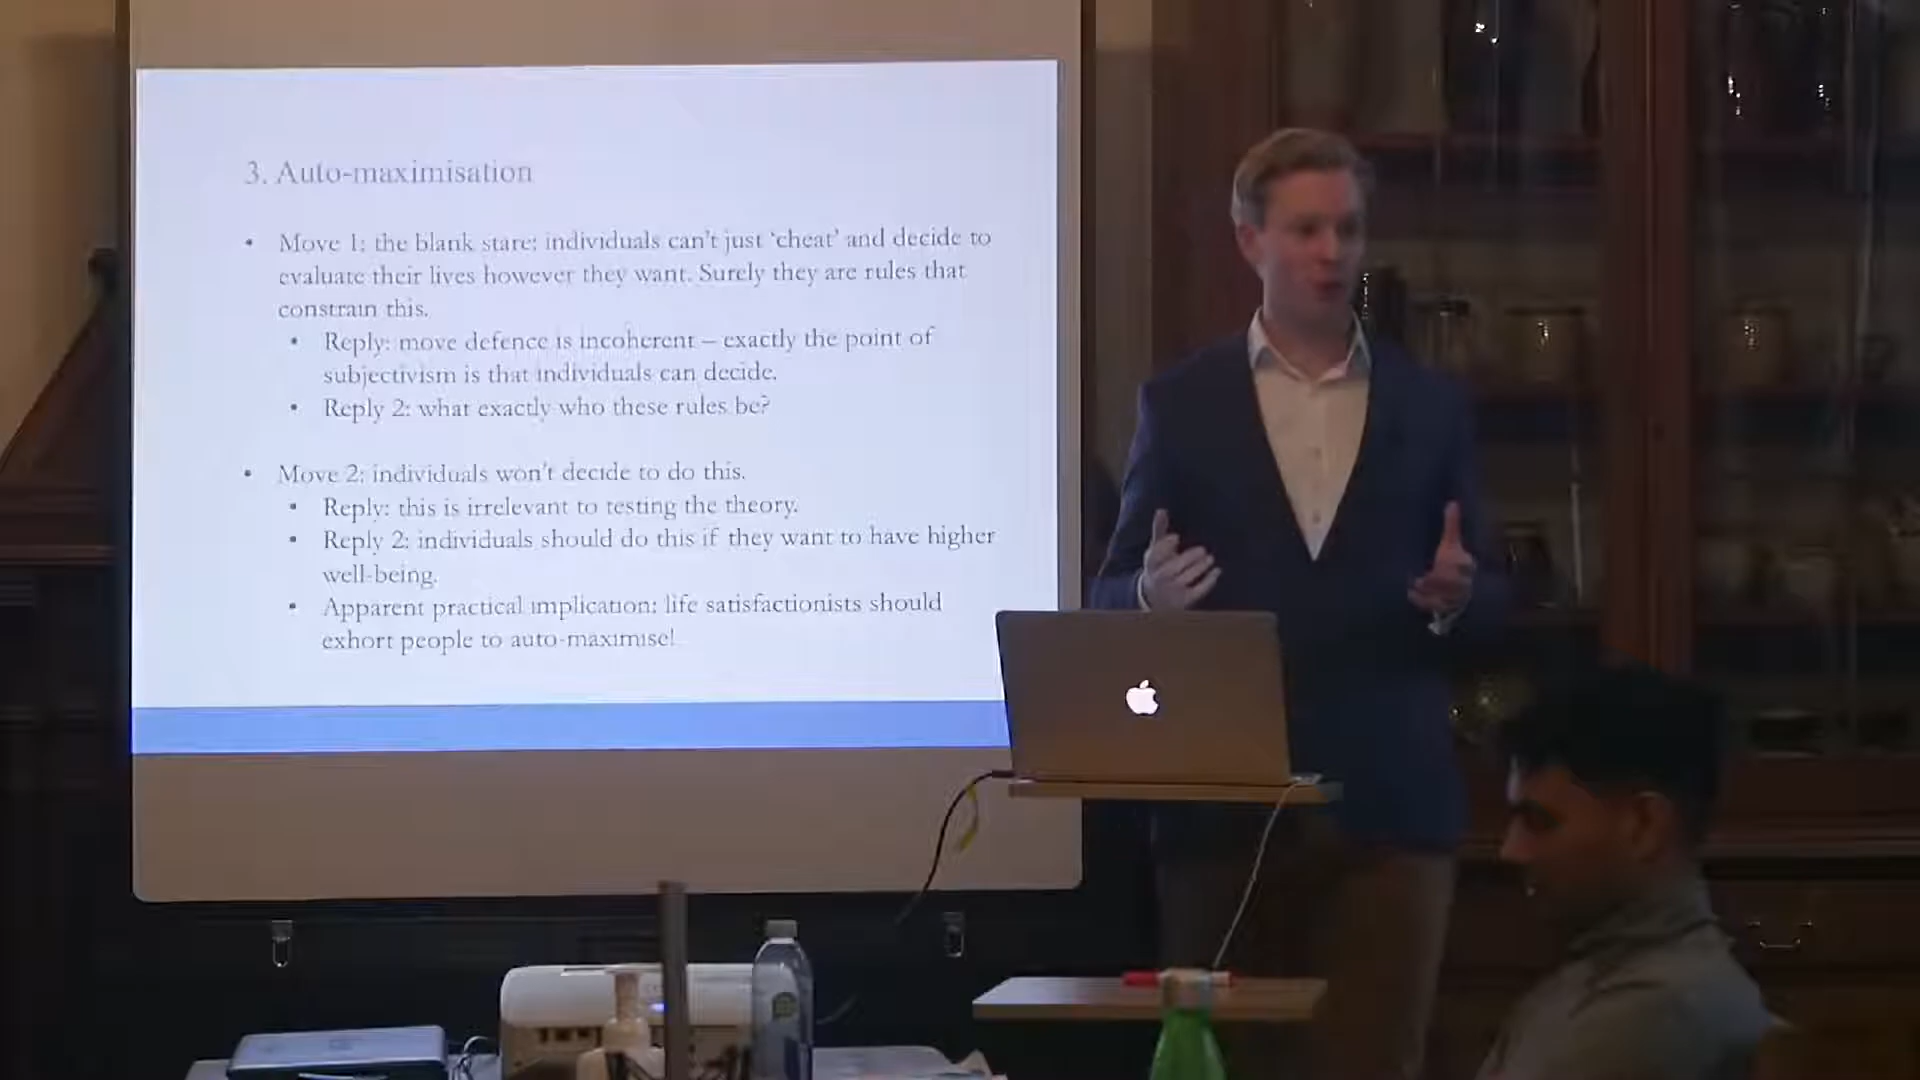 3. Auto-maximisation
• Move 1: the blank stare: individuals can't just 'cheat' and decide to
evaluate their lives however they want. Surely they are rules that
constrain this.
• Reply: move defence is incoherent – exactly the point of
subjectivism is that individuals can decide.
• Reply 2: what exactly who these rules be?
• Move 2: individuals won't decide to do this.
• Reply: this is irrelevant to testing the theory.
• Reply 2: individuals should do this if they want to have higher
well-being.
• Apparent practical implication: life satisfactionists should
exhort people to auto-maximise!